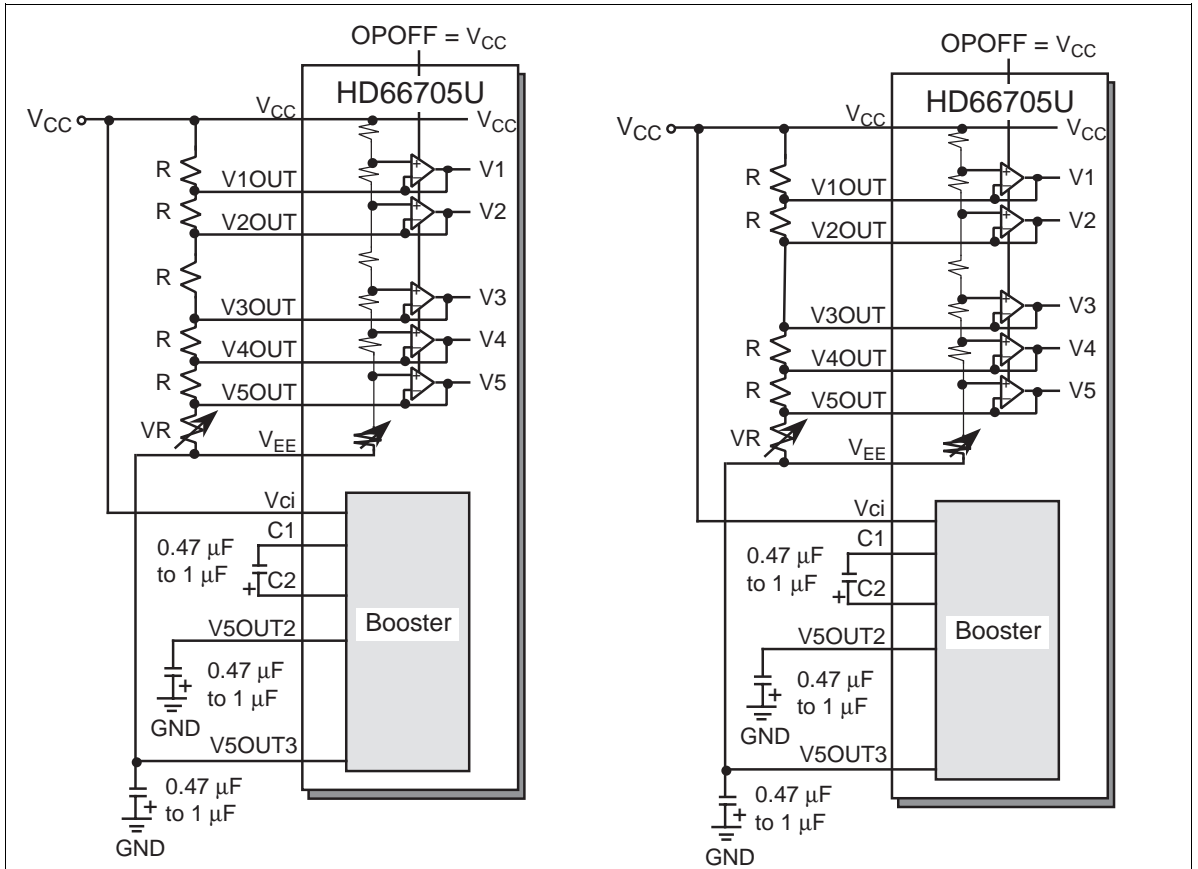 OPOFF = VCC
HD66705U
VCC
VCC
VCC
R
V1OUT
V1
R
V2OUT
V2
R
V3OUT
V3
R
V4OUT
V4
R
V5OUT
V5
VR
VEE
Vci
C1
0.47 µF
to 1 µF
+
C2
Booster
V5OUT2
0.47 µF
+
to 1 µF
GND
V5OUT3
0.47 µF
+
to 1 µF
GND
OPOFF = VCC
HD66705U
VCC
VCC
VCC
R
V1OUT
V1
R
V2OUT
V2
V3OUT
V3
R
V4OUT
V4
R
V5OUT
V5
VR
VEE
Vci
C1
0.47 µF
to 1 µF
+
C2
Booster
V5OUT2
0.47 µF
+
to 1 µF
GND
V5OUT3
0.47 µF
+
to 1 µF
GND